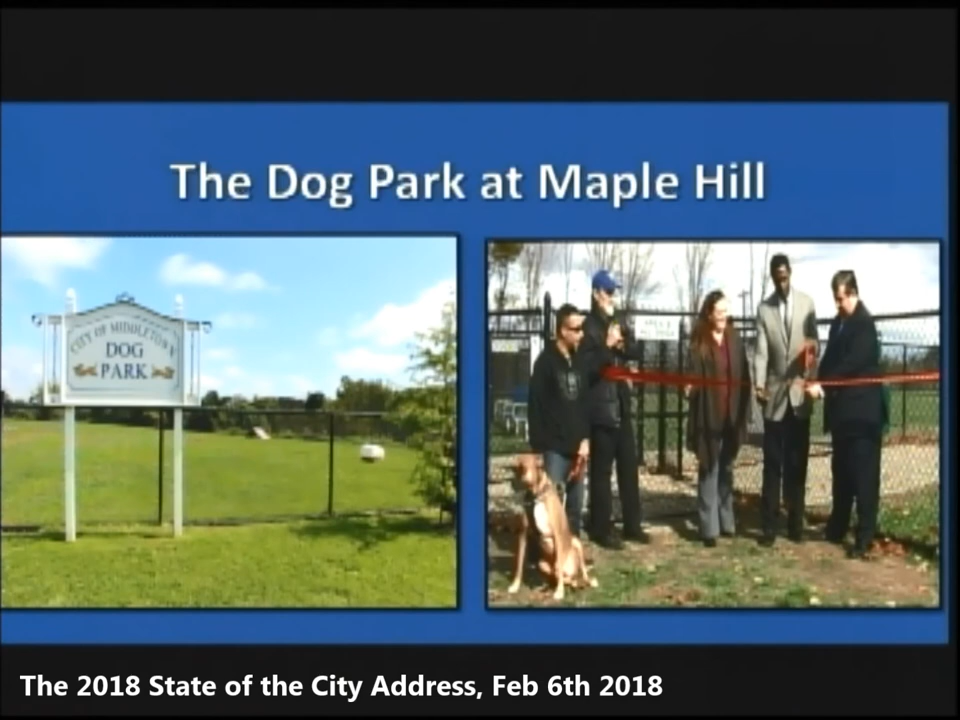 The Dog Park at Maple Hill
CITY OF MIDDLETOWN
DOG
PARK
The 2018 State of the City Address, Feb 6th 2018